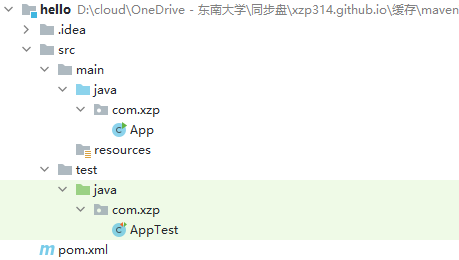 hello D:\cloud\OneDrive - 东南大学\同步盘\xzp314.github.io\缓存\maven
.idea
src
main
java
com.xzp
App
resources
test
java
com.xzp
AppTest
pom.xml